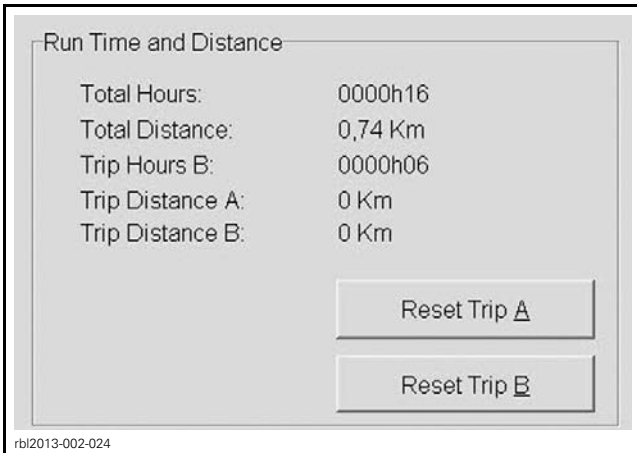 Run Time and Distance
Total Hours: 0000h16
Total Distance: 0,74 Km
Trip Hours B: 0000h06
Trip Distance A: 0 Km
Trip Distance B: 0 Km
Reset Trip A
Reset Trip B
rbl2013-002-024